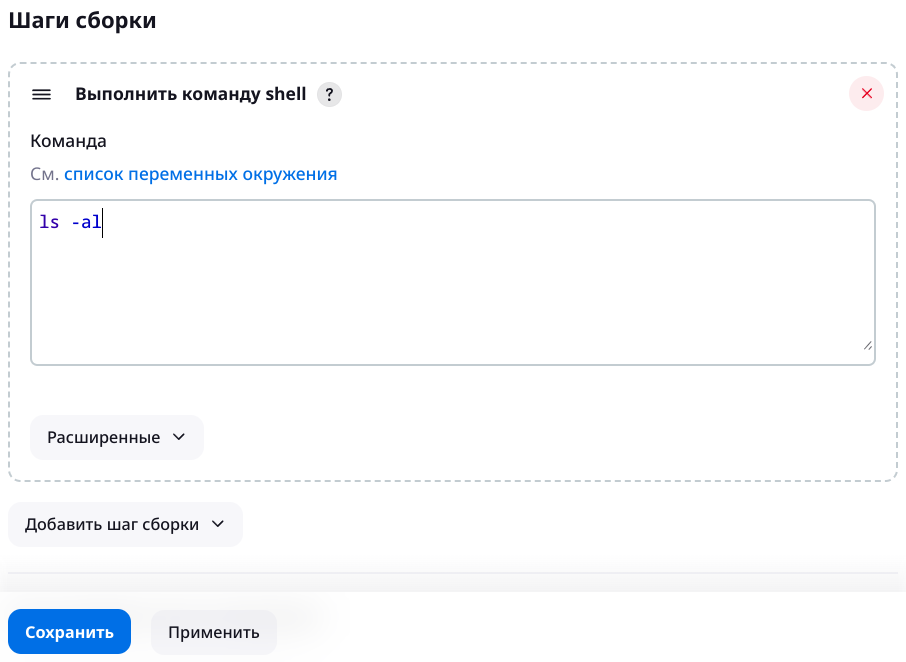 Шаги сборки
Выполнить команду shell ?
Команда
См. список переменных окружения
ls -al
Расширенные
Добавить шаг сборки
Сохранить Применить